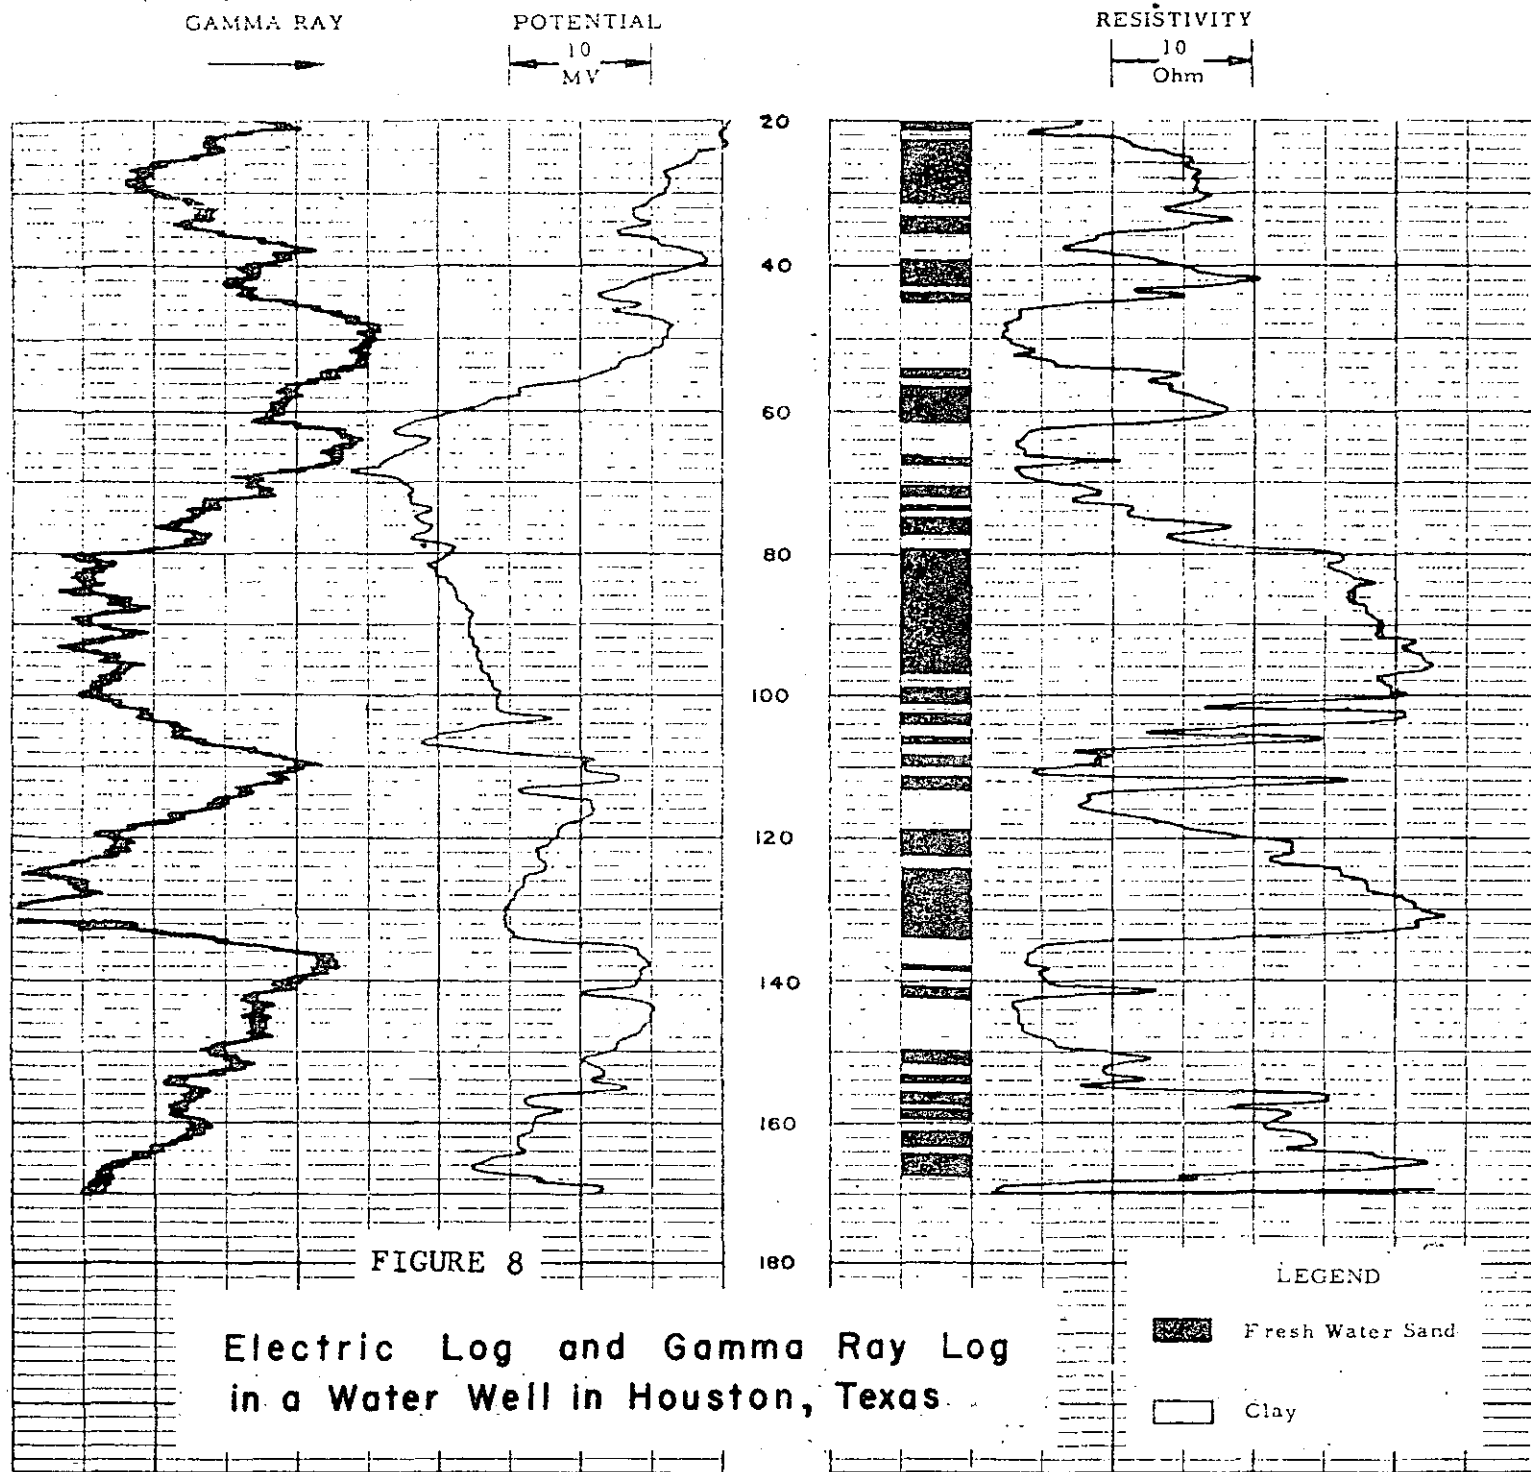 GAMMA RAY
POTENTIAL
10
MV
RESISTIVITY
10
Ohm
20
40
60
80
100
120
140
160
180
FIGURE 8
Electric Log and Gamma Ray Log
in a Water Well in Houston, Texas
LEGEND
Fresh Water Sand
Clay